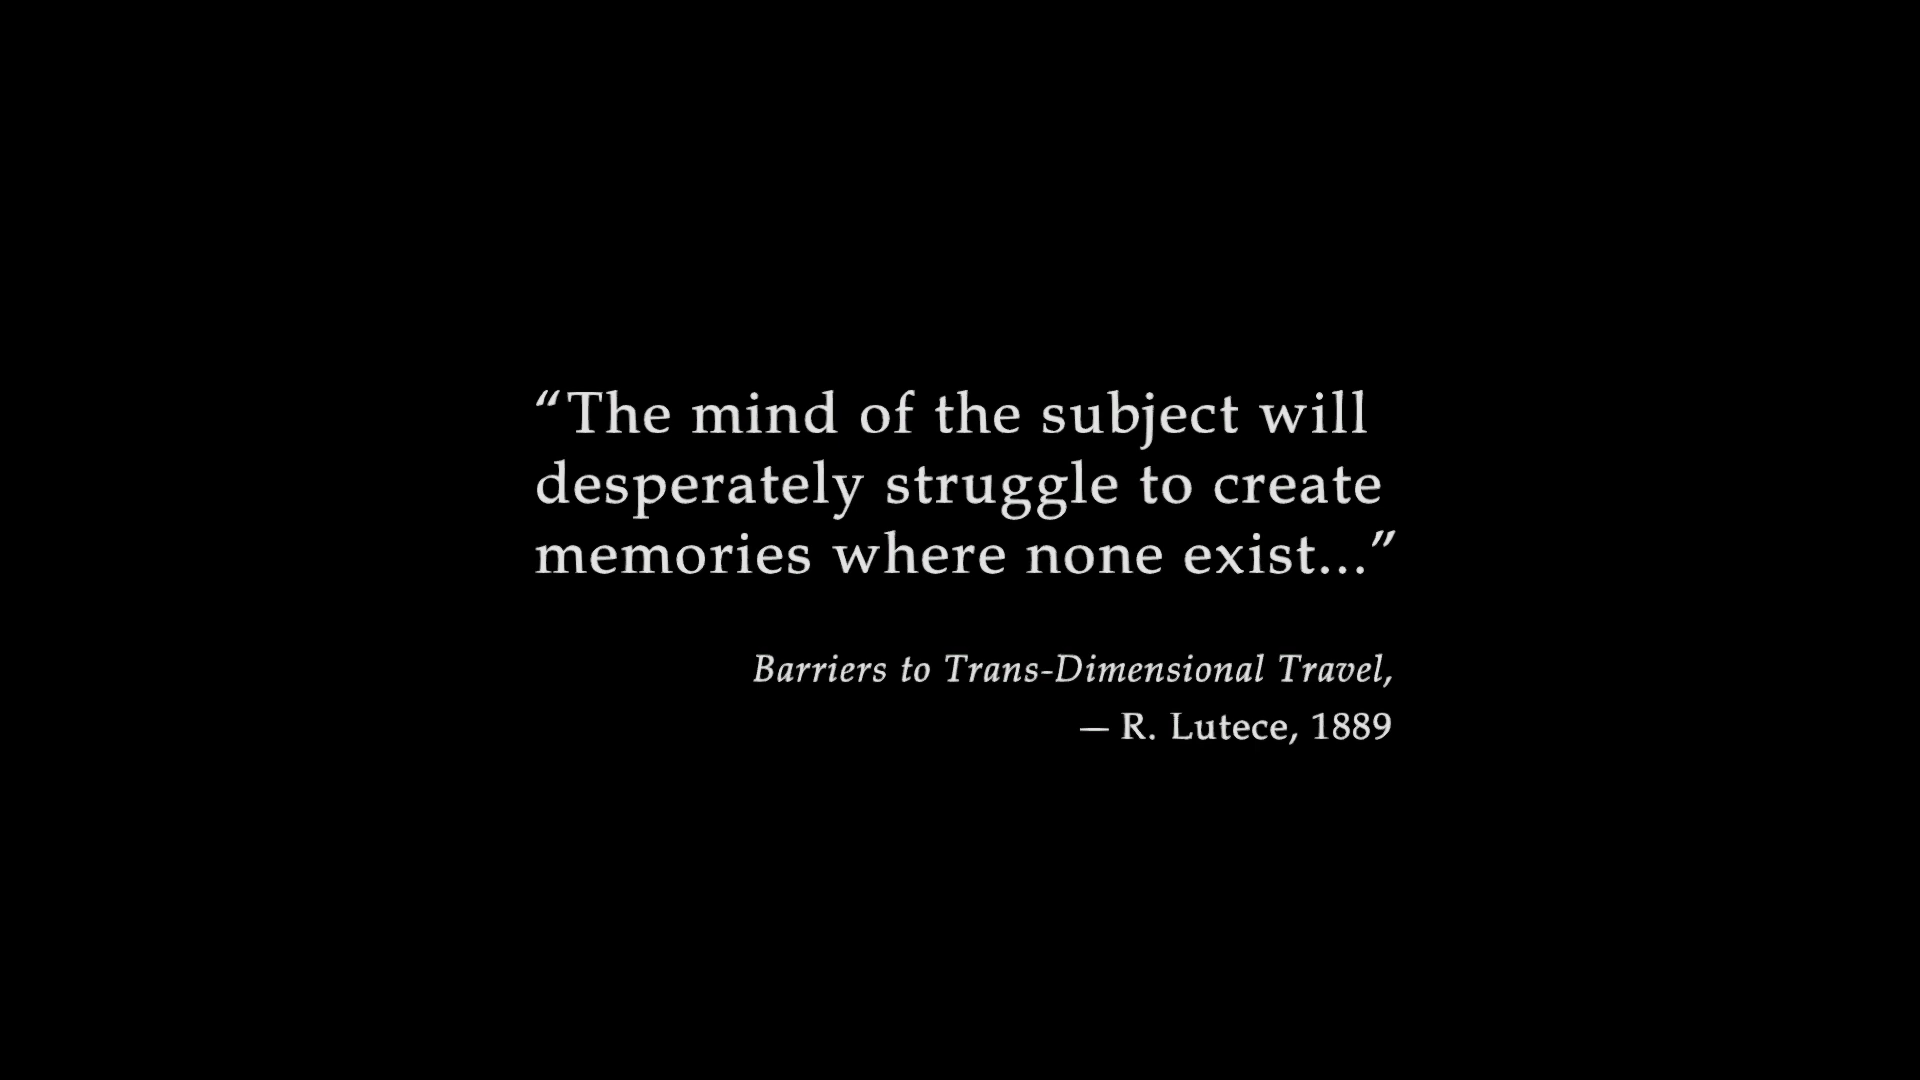 “The mind of the subject will
desperately struggle to create
memories where none exist...”
Barriers to Trans-Dimensional Travel,
— R. Lutece, 1889